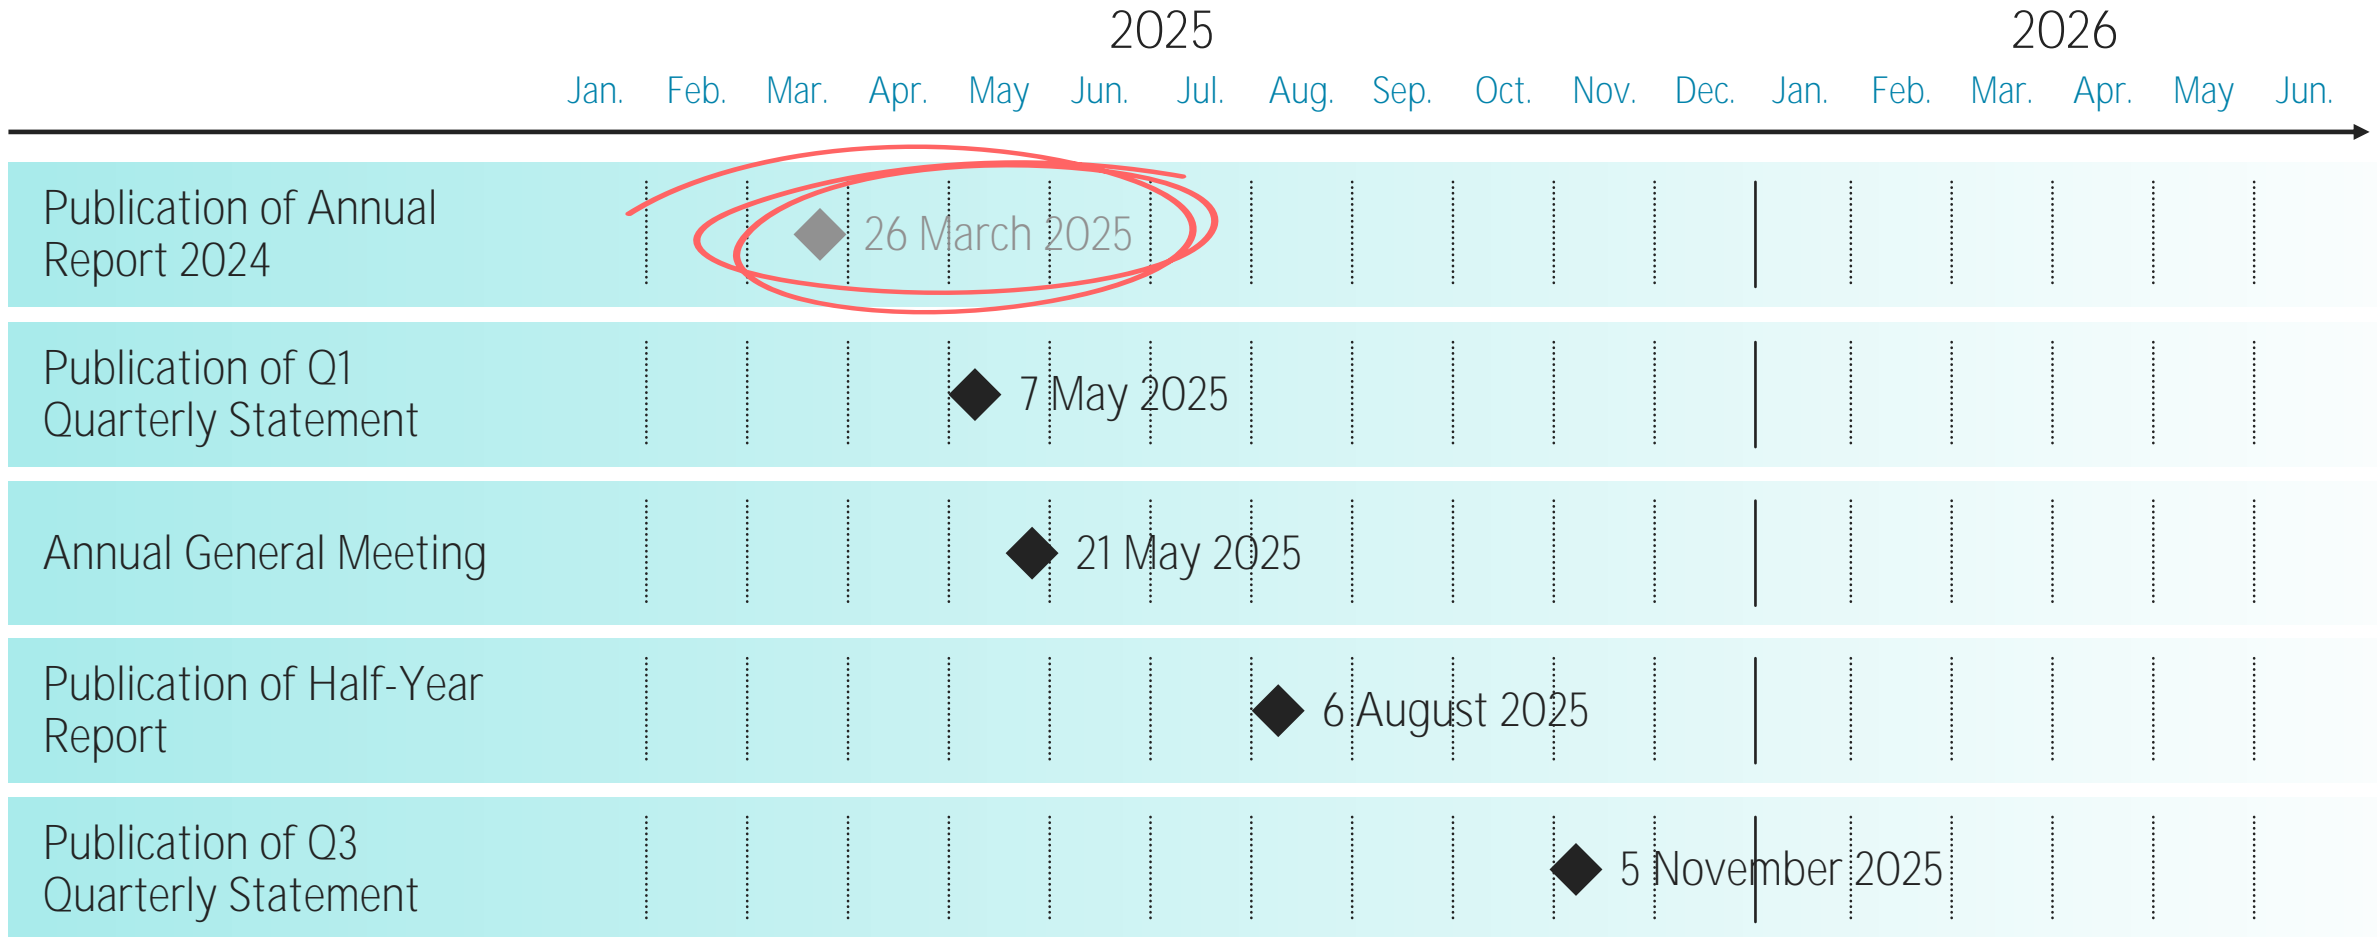 2025 2026
Jan. Feb. Mar. Apr. May Jun. Jul. Aug. Sep. Oct. Nov. Dec. Jan. Feb. Mar. Apr. May Jun.
Publication of Annual
Report 2024
26 March 2025
Publication of Q1
Quarterly Statement
7 May 2025
Annual General Meeting
21 May 2025
Publication of Half-Year
Report
6 August 2025
Publication of Q3
Quarterly Statement
5 November 2025